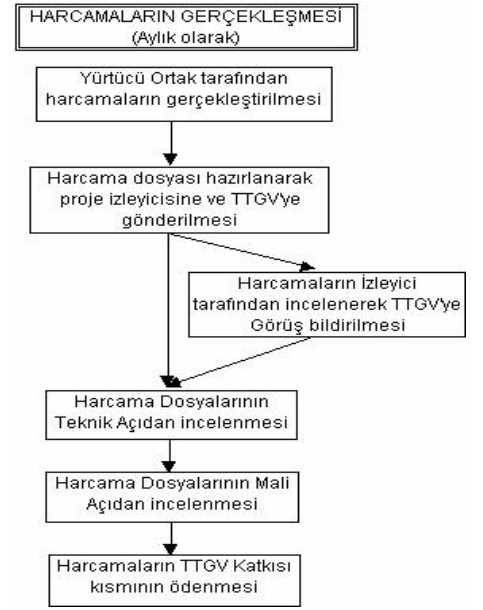 HARCAMALARIN GERÇEKLEŞMESİ
(Aylık olarak)
Yürtücü Ortak tarafından
harcamaların gerçekleştirilmesi
Harcama dosyası hazırlanarak
proje izleyicisine ve TTGV'ye
gönderilmesi
Harcamaların İzleyici
tarafından incelenerek TTGV'ye
Görüş bildirilmesi
Harcama Dosyalarının
Teknik Açıdan incelenmesi
Harcama Dosyalarının Mali
Açıdan incelenmesi
Harcamaların TTGV Katkısı
kısmının ödenmesi